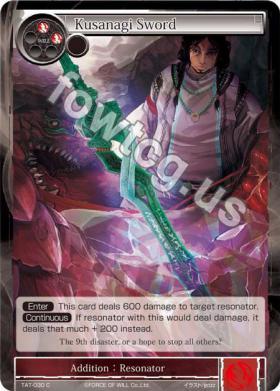 Kusanagi Sword
fowtcg.us
Enter This card deals 600 damage to target resonator.
Continuous If resonator with this would deal damage, it
deals that much + 200 instead.
The 9th disaster, or a hope to stop all others!
Addition : Resonator
TAT-030 C
©FORCE OF WILL Co.,Ltd.